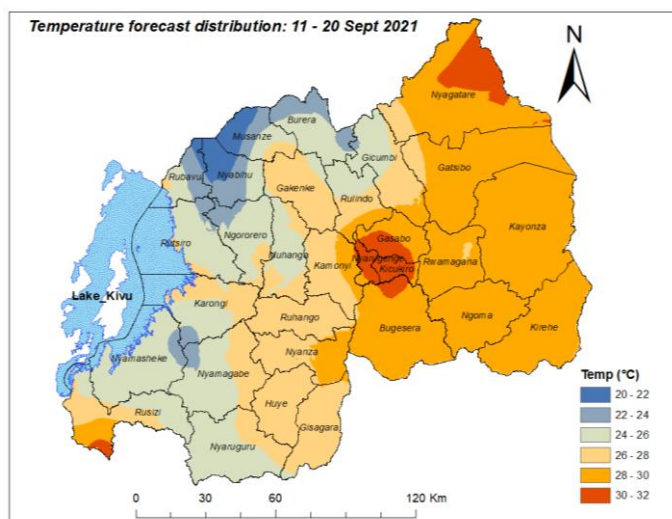 Temperature forecast distribution: 11 - 20 Sept 2021
N
Nyagatare
Burera
Musanze
Gicumbi
Rubavu
Nyabihu
Gatsibo
Gakenke
Rulindo
Kayonza
Ngororero
Rutsiro
Gasabo
Muhanga
Nyarugenge
Rwamagana
Kamonyi
Kicukiro
Lake_Kivu
Karongi
Ruhango
Bugesera
Ngoma
Kirehe
Nyamasheke
Nyanza
Nyamagabe
Huye
Rusizi
Gisagara
Nyaruguru
Temp (°C)
20 - 22
22 - 24
24 - 26
26 - 28
28 - 30
30 - 32
0 30 60 120 Km